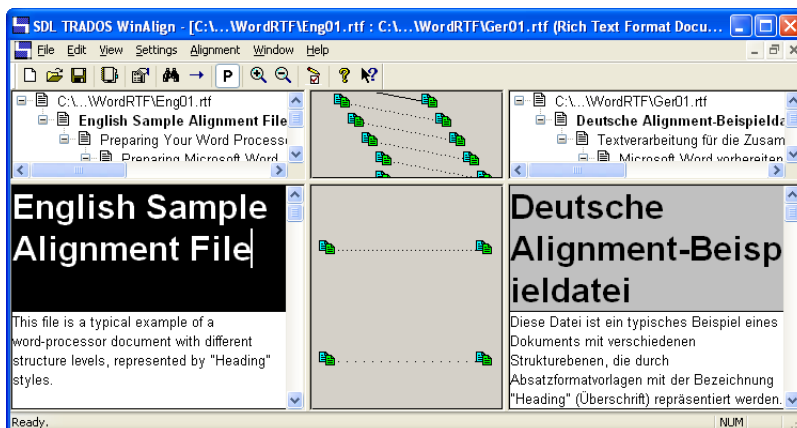 SDL TRADOS WinAlign - [C:\...\WordRTF\Eng01.rtf : C:\...\WordRTF\Ger01.rtf (Rich Text Format Docu...
File Edit View Settings Alignment Window Help
P
C:\...\WordRTF\Eng01.rtf
English Sample Alignment File
Preparing Your Word Processo
Preparing Microsoft Word
C:\...\WordRTF\Ger01.rtf
Deutsche Alignment-Beispielda
Textverarbeitung für die Zusam
Microsoft Word vorbereiten
English Sample
Alignment File
This file is a typical example of a
word-processor document with different
structure levels, represented by "Heading"
styles.
Deutsche
Alignment-Beisp
ieldatei
Diese Datei ist ein typisches Beispiel eines
Dokuments mit verschiedenen
Strukturebenen, die durch
Absatzformatvorlagen mit der Bezeichnung
"Heading" (Überschrift) repräsentiert werden.
Ready.
NUM